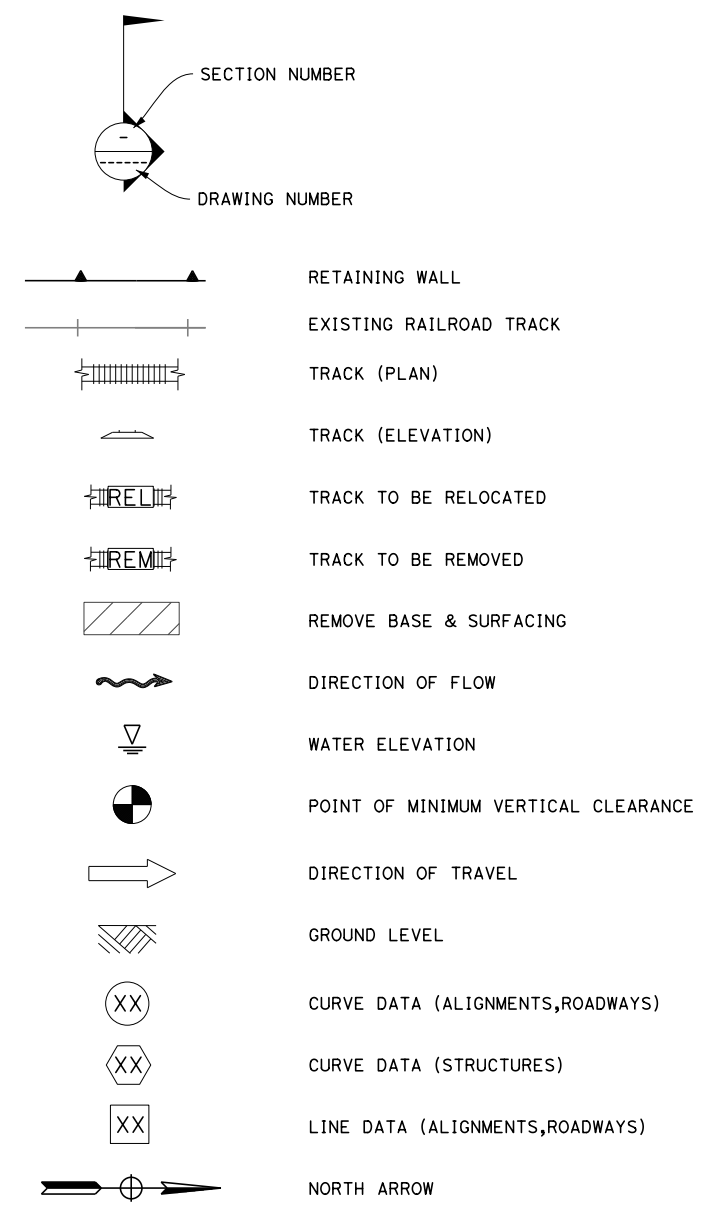 SECTION NUMBER
DRAWING NUMBER
RETAINING WALL
EXISTING RAILROAD TRACK
TRACK (PLAN)
TRACK (ELEVATION)
REL TRACK TO BE RELOCATED
REM TRACK TO BE REMOVED
REMOVE BASE & SURFACING
DIRECTION OF FLOW
WATER ELEVATION
POINT OF MINIMUM VERTICAL CLEARANCE
DIRECTION OF TRAVEL
GROUND LEVEL
XX CURVE DATA (ALIGNMENTS,ROADWAYS)
XX CURVE DATA (STRUCTURES)
XX LINE DATA (ALIGNMENTS,ROADWAYS)
NORTH ARROW